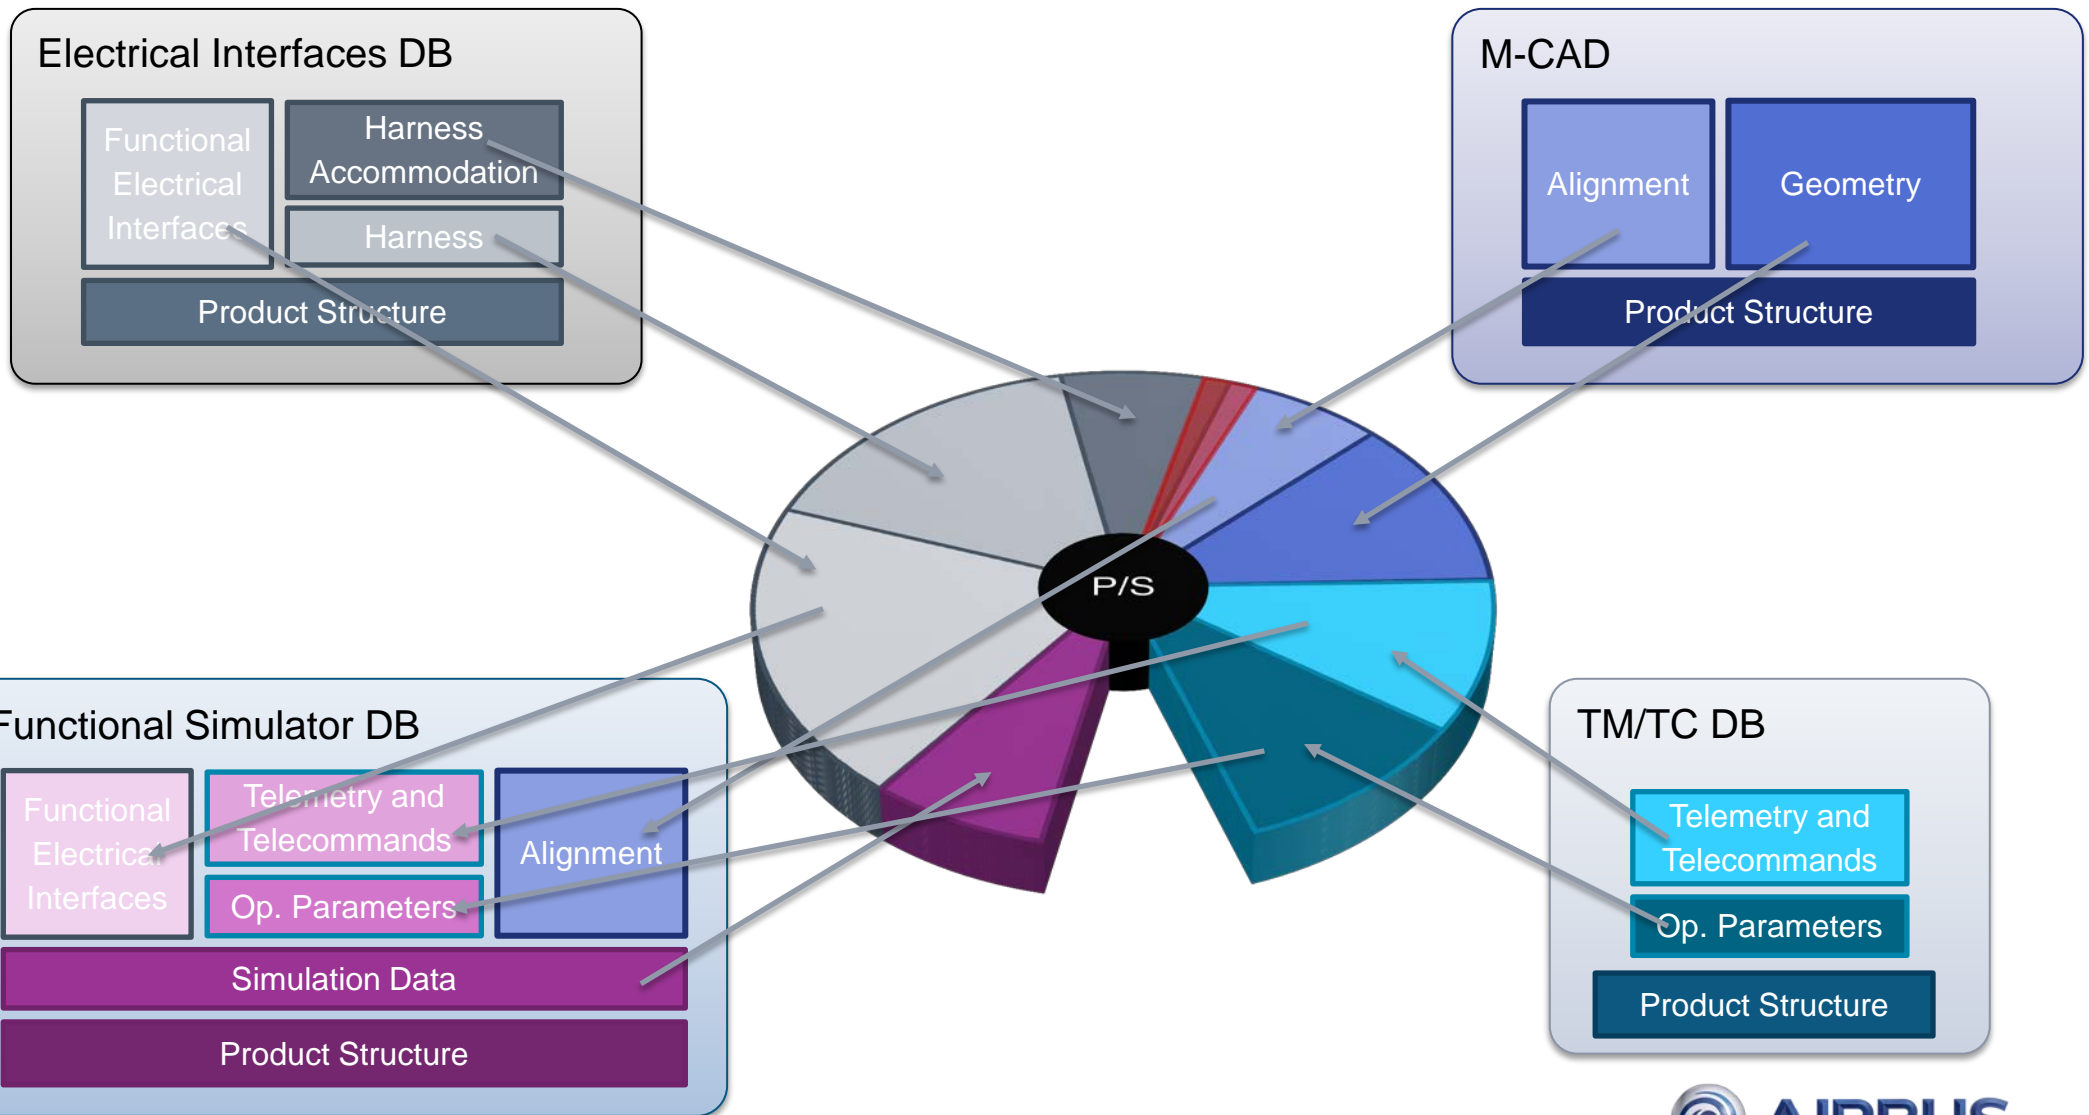 Electrical Interfaces DB
Functional
Electrical
Interfaces
Harness
Accommodation
Harness
Product Structure
M-CAD
Alignment
Geometry
Product Structure
P/S
Functional Simulator DB
Functional
Electrical
Interfaces
Telemetry and
Telecommands
Op. Parameters
Alignment
Simulation Data
Product Structure
TM/TC DB
Telemetry and
Telecommands
Op. Parameters
Product Structure
AIRBUS